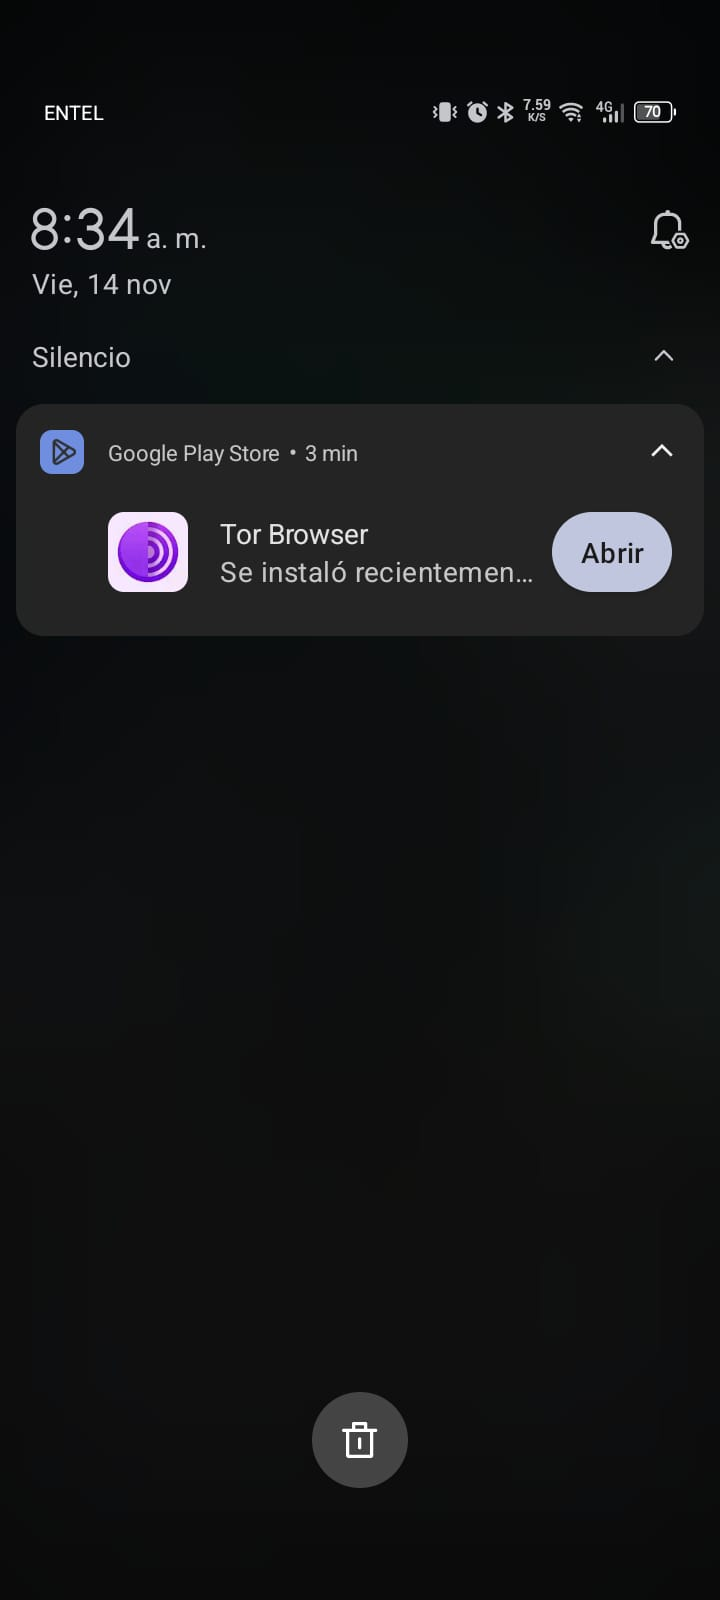 ENTEL 7.59 K/S 4G 70
8:34 a. m.
Vie, 14 nov
Silencio
Google Play Store • 3 min
Tor Browser
Se instaló recientemen...
Abrir